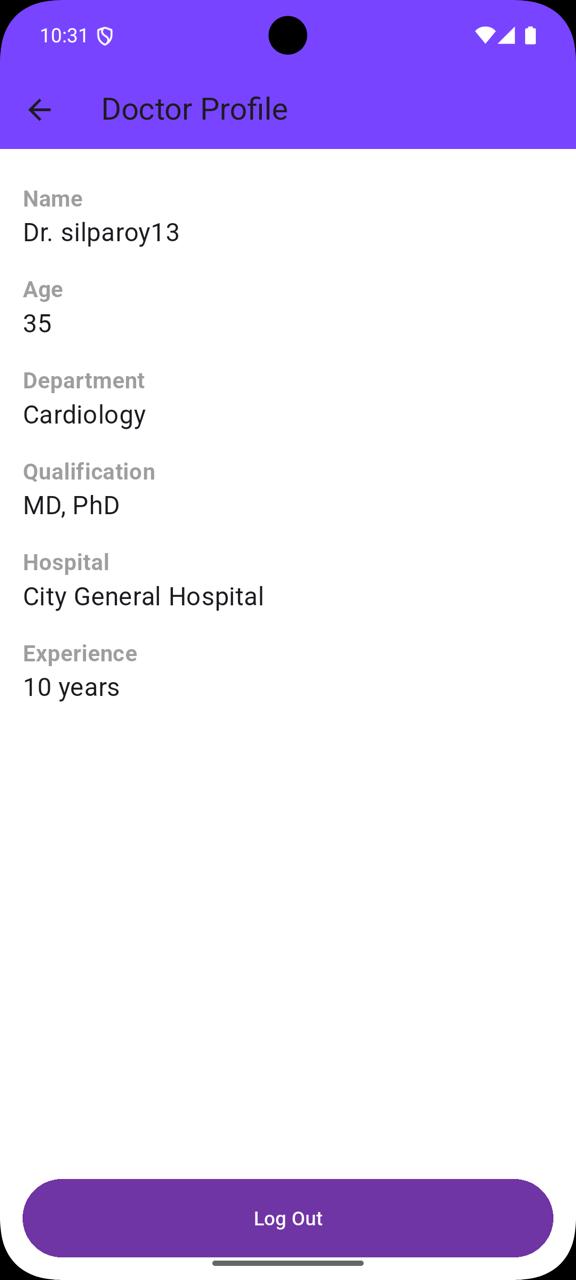 10:31
Doctor Profile
Name
Dr. silparoy13
Age
35
Department
Cardiology
Qualification
MD, PhD
Hospital
City General Hospital
Experience
10 years
Log Out